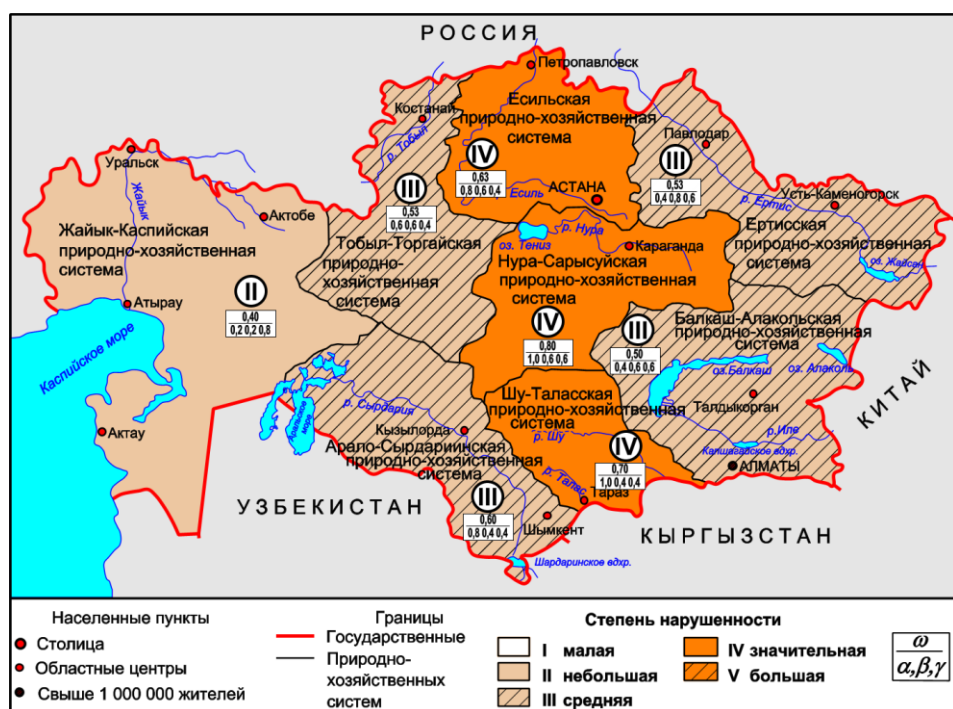 РОССИЯ
Петропавловск
Есильская
природно-хозяйственная
система
Костанай
р. Тобыл
IV
0,63
0,8 0,6 0,4
Павлодар
III
0,53
0,4 0,8 0,6
Уральск
Жайык
Актобе
III
0,53
0,6 0,6 0,4
Есиль
АСТАНА
р. Ертис
Усть-Каменогорск
Жайык-Каспийская
природно-хозяйственная
система
Тобыл-Торгайская
природно-
хозяйственная
система
р. Нура
оз. Тениз
Караганда
Нура-Сарысуйская
природно-хозяйственная
система
Ертисская
природно-хозяйственная
система
оз. Жайсан
Атырау
II
0,40
0,2 0,2 0,8
IV
0,80
1,0 0,6 0,6
III
0,50
0,4 0,6 0,6
Балкаш-Алакольская
природно-хозяйственная
система
Каспийское море
оз.Балкаш
оз. Алаколь
КИТАЙ
Шу-Таласская
природно-хозяйственная
система
Талдыкорган
Аральское
море
р. Сырдария
Актау
Кызылорда
р. Шу
р.Иле
Арало-Сырдариинская
природно-хозяйственная
система
IV
0,70
1,0 0,4 0,4
Капшагайское вдхр.
АЛМАТЫ
УЗБЕКИСТАН
III
0,60
0,8 0,4 0,4
р. Талас
Тараз
Шымкент
КЫРГЫЗСТАН
Шардаринское вдхр.
Населенные пункты
Столица
Областные центры
Свыше 1 000 000 жителей
Границы
Государственные
Природно-
хозяйственных
систем
Степень нарушенности
I малая
II небольшая
III средняя
IV значительная
V большая
ω
α,β,γ